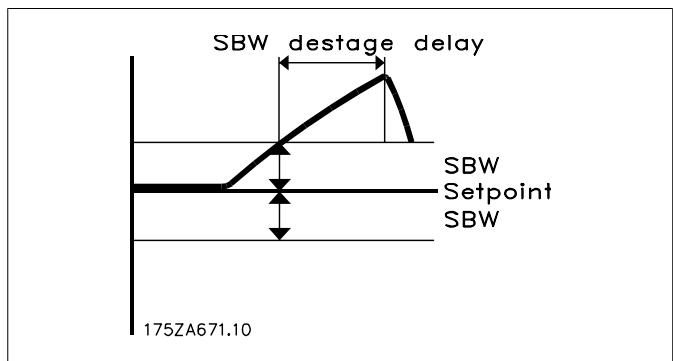 SBW destage delay
SBW
Setpoint
SBW
175ZA671.10